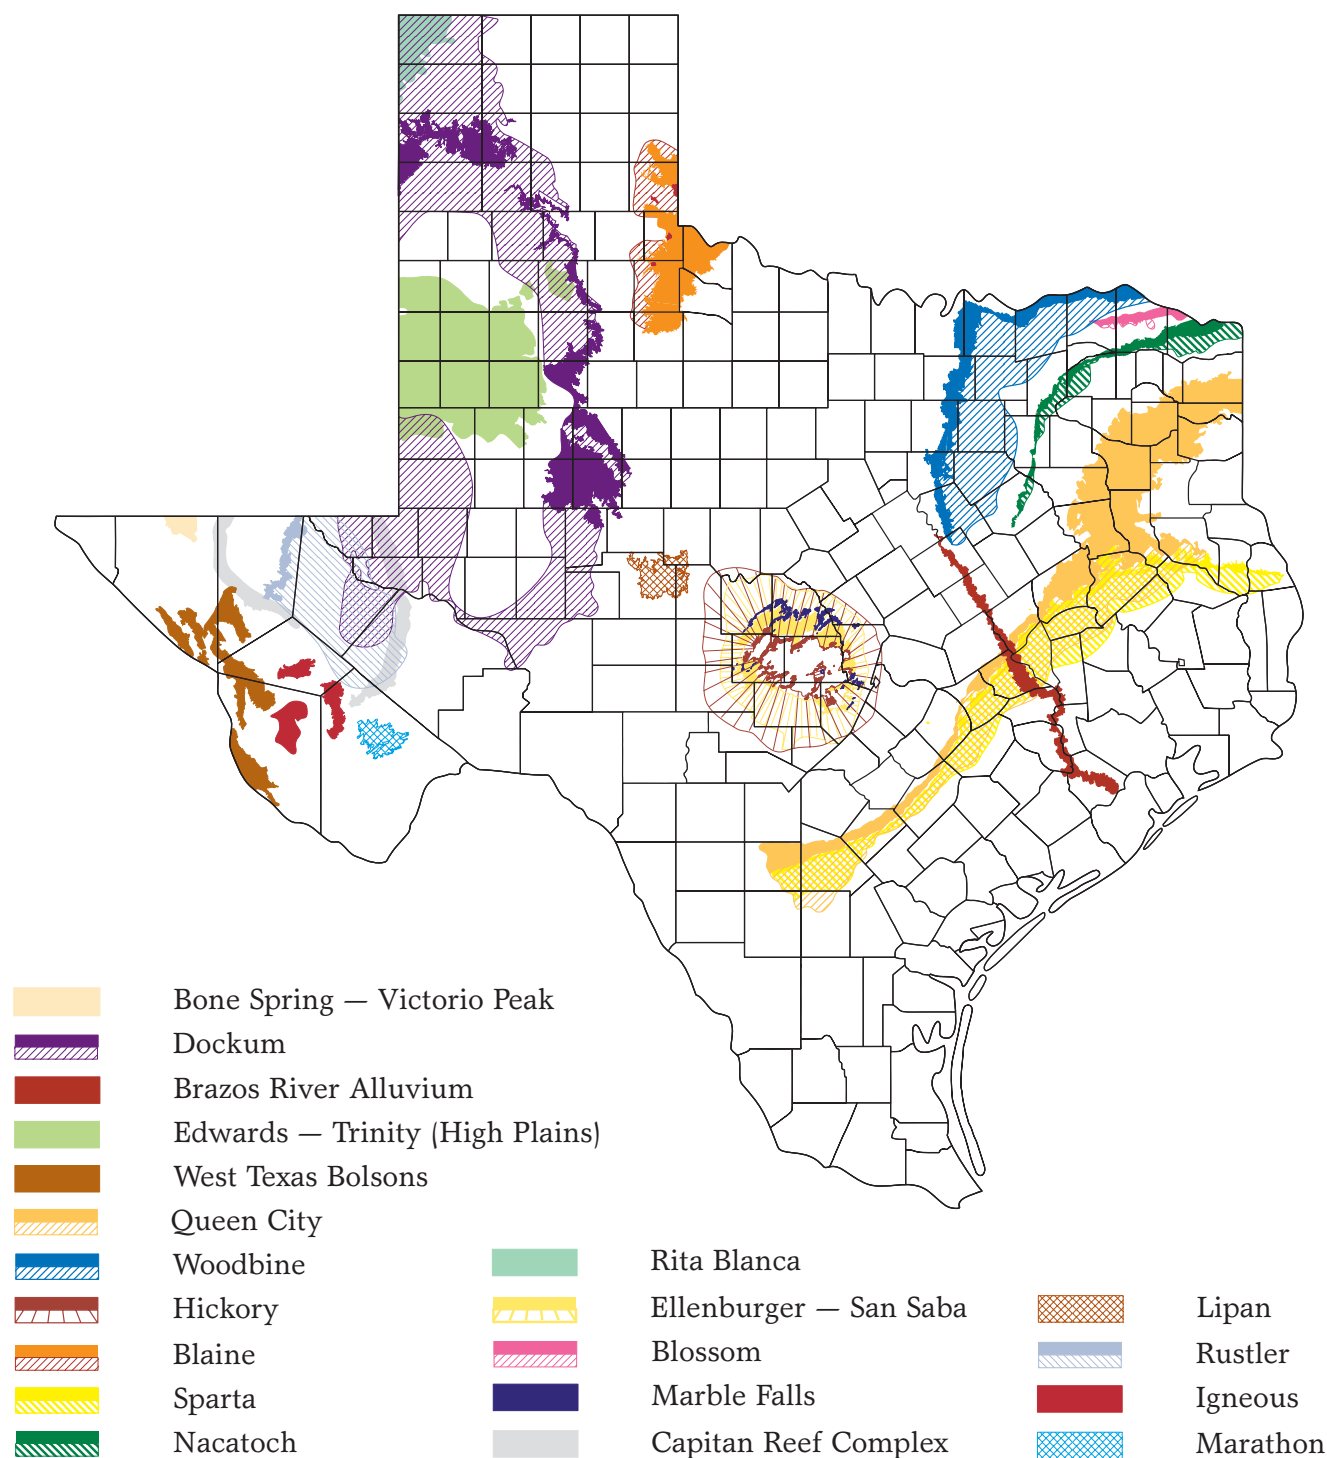 Bone Spring — Victorio Peak
Dockum
Brazos River Alluvium
Edwards — Trinity (High Plains)
West Texas Bolsons
Queen City
Woodbine
Hickory
Blaine
Sparta
Nacatoch
Rita Blanca
Ellenburger — San Saba
Blossom
Marble Falls
Capitan Reef Complex
Lipan
Rustler
Igneous
Marathon